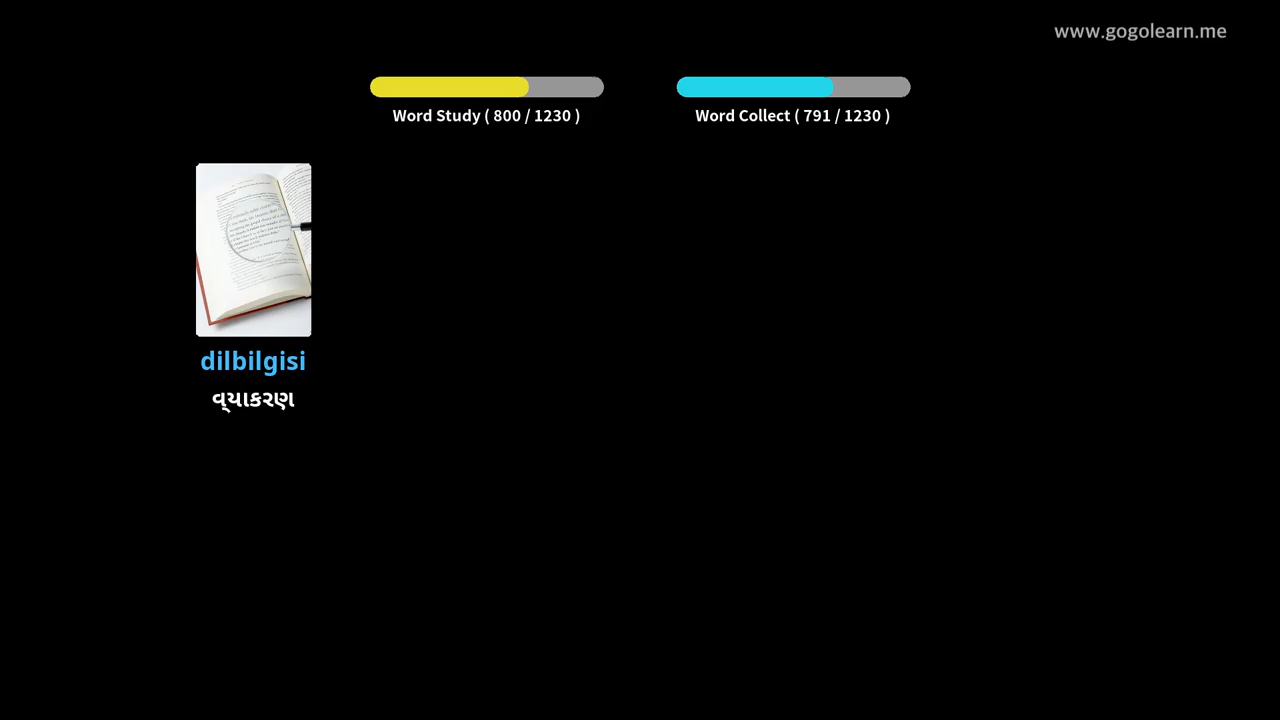 www.gogolearn.me
Word Study ( 800 / 1230 )
Word Collect ( 791 / 1230 )
dilbilgisi
વ્યાકરણ